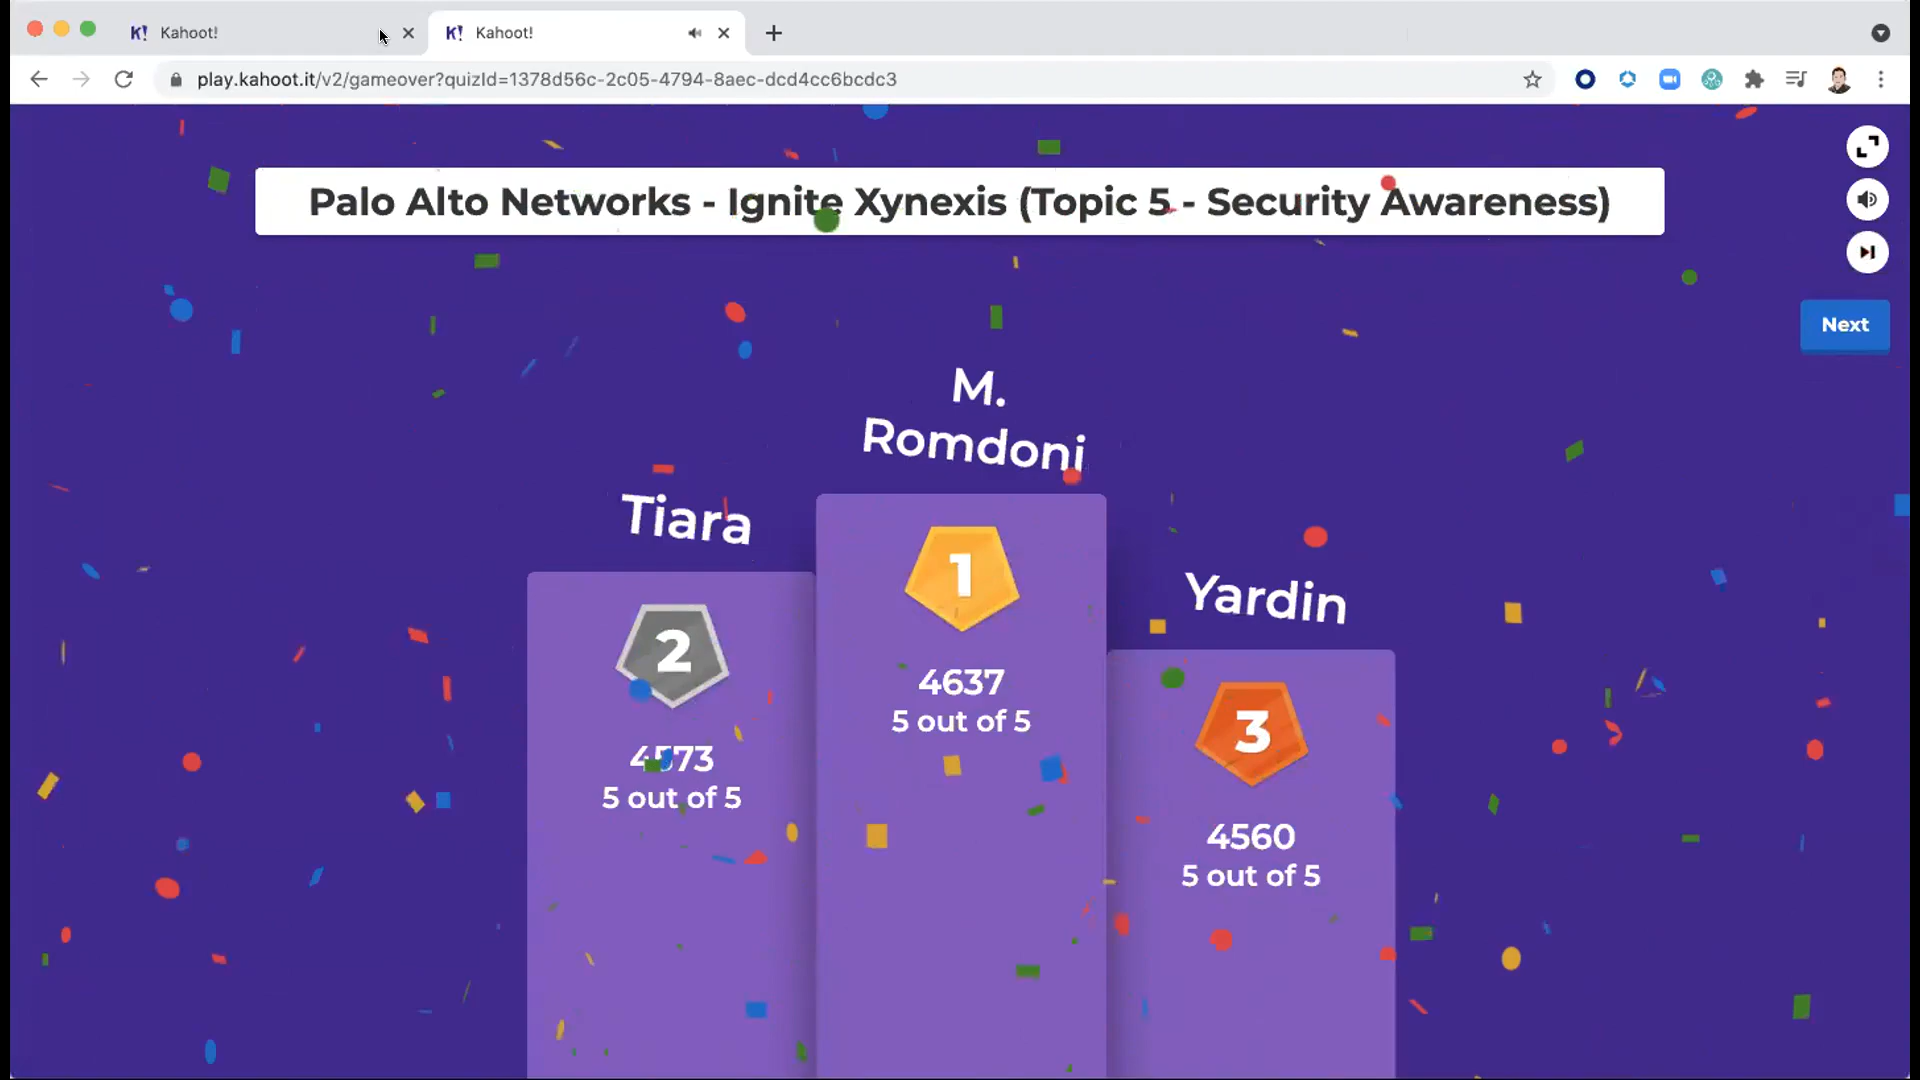 K! Kahoot!
K! Kahoot!
play.kahoot.it/v2/gameover?quizId=1378d56c-2c05-4794-8aec-dcd4cc6bcdc3
Palo Alto Networks - Ignite Xynexis (Topic 5 - Security Awareness)
Next
M.
Romdoni
Tiara
Yardin
1
4637
5 out of 5
2
4573
5 out of 5
3
4560
5 out of 5